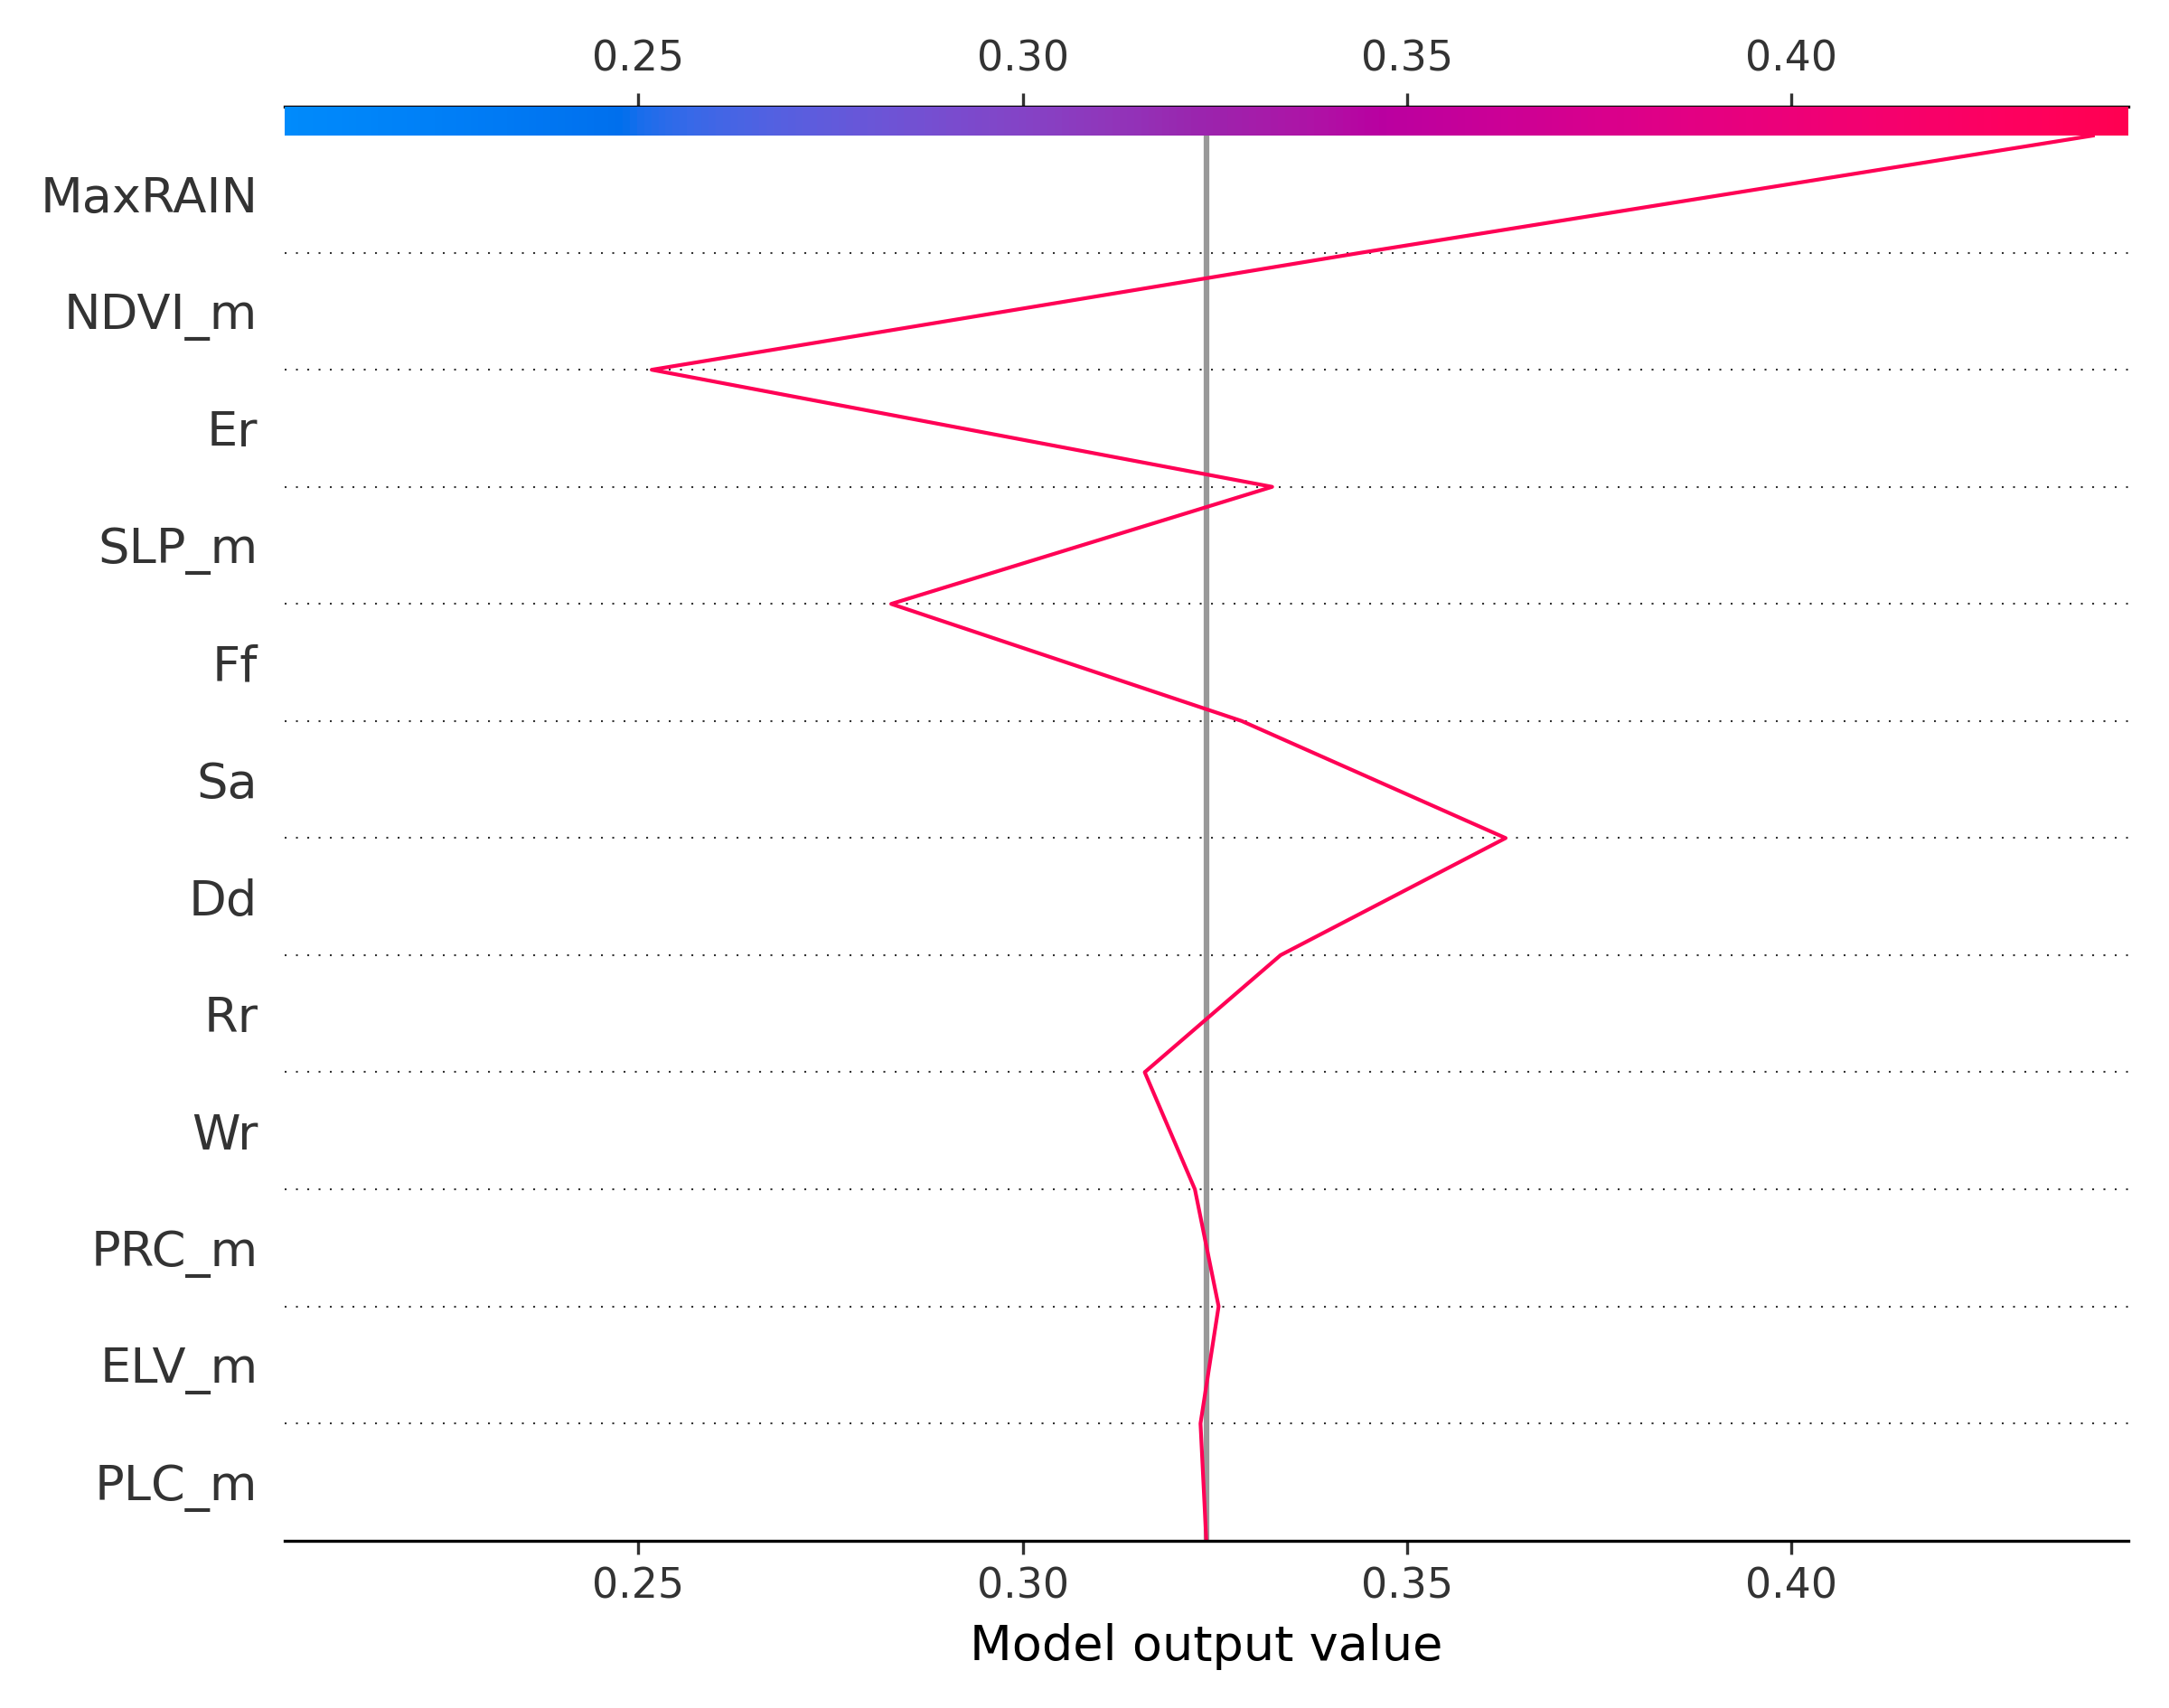 0.25 0.30 0.35 0.40
MaxRAIN
NDVI_m
Er
SLP_m
Ff
Sa
Dd
Rr
Wr
PRC_m
ELV_m
PLC_m
0.25 0.30 0.35 0.40
Model output value